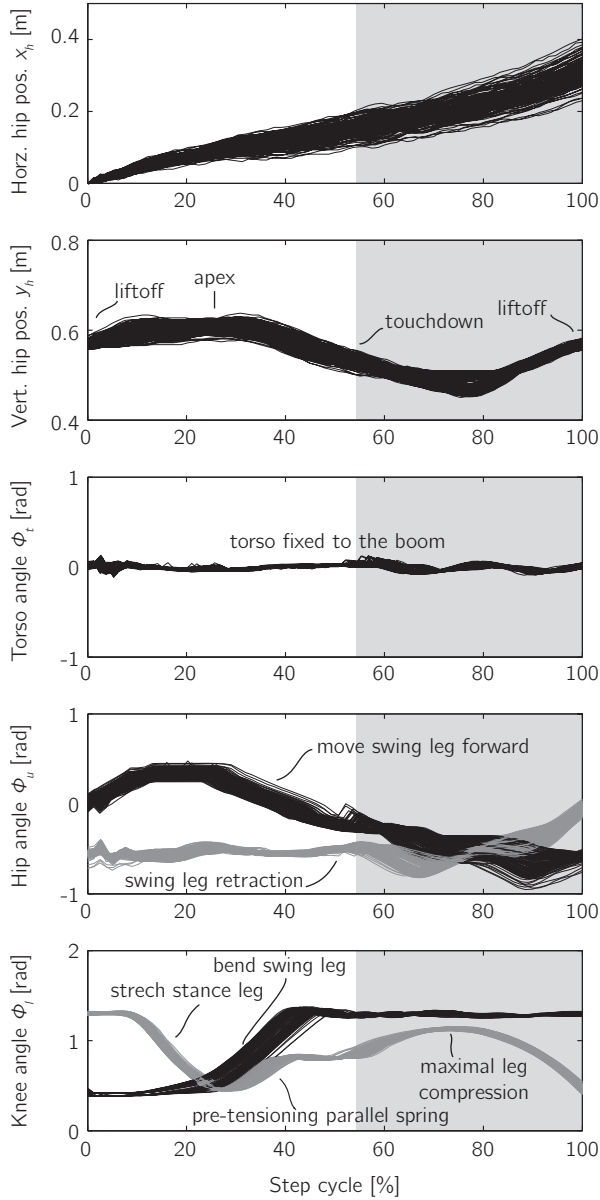 Horz. hip pos. x_h [m]
0.4
0.2
0
0 20 40 60 80 100
Vert. hip pos. y_h [m]
0.8
0.6
0.4
liftoff
apex
touchdown
liftoff
0 20 40 60 80 100
Torso angle Φ_t [rad]
1
0
-1
torso fixed to the boom
0 20 40 60 80 100
Hip angle Φ_u [rad]
1
0
-1
move swing leg forward
swing leg retraction
0 20 40 60 80 100
Knee angle Φ_l [rad]
2
1
0
bend swing leg
strech stance leg
maximal leg
compression
pre-tensioning parallel spring
0 20 40 60 80 100
Step cycle [%]